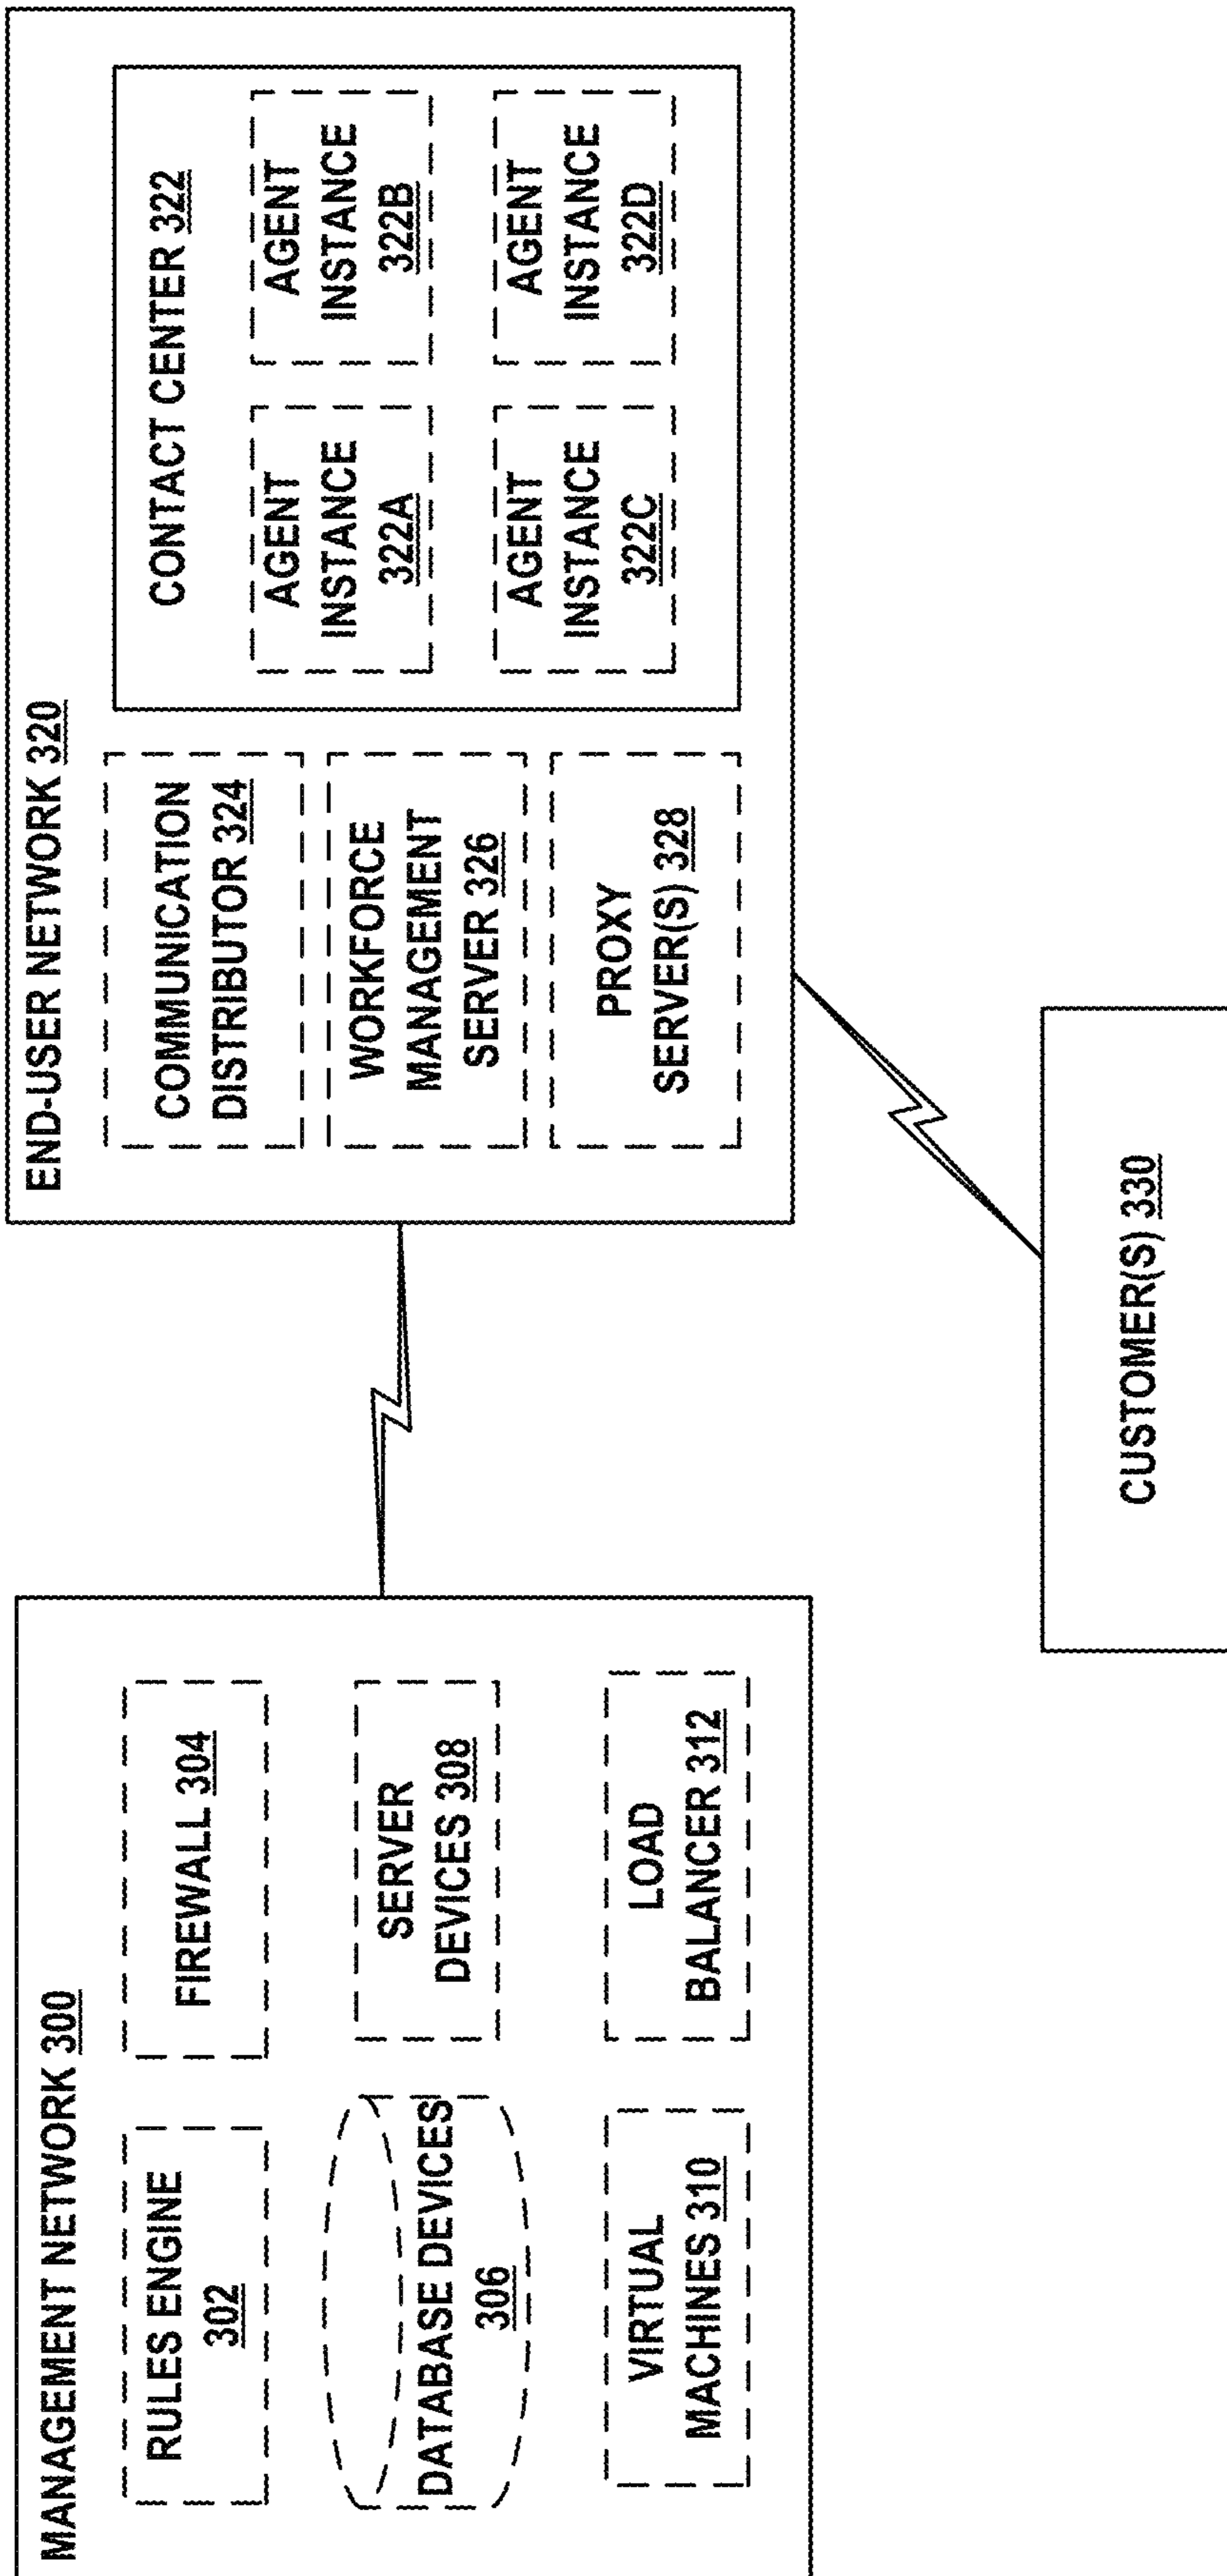 MANAGEMENT NETWORK 300
RULES ENGINE
302
FIREWALL 304
DATABASE DEVICES
306
SERVER
DEVICES 308
VIRTUAL
MACHINES 310
LOAD
BALANCER 312
END-USER NETWORK 320
COMMUNICATION
DISTRIBUTOR 324
WORKFORCE
MANAGEMENT
SERVER 326
PROXY
SERVER(S) 328
CONTACT CENTER 322
AGENT
INSTANCE
322A
AGENT
INSTANCE
322B
AGENT
INSTANCE
322C
AGENT
INSTANCE
322D
CUSTOMER(S) 330